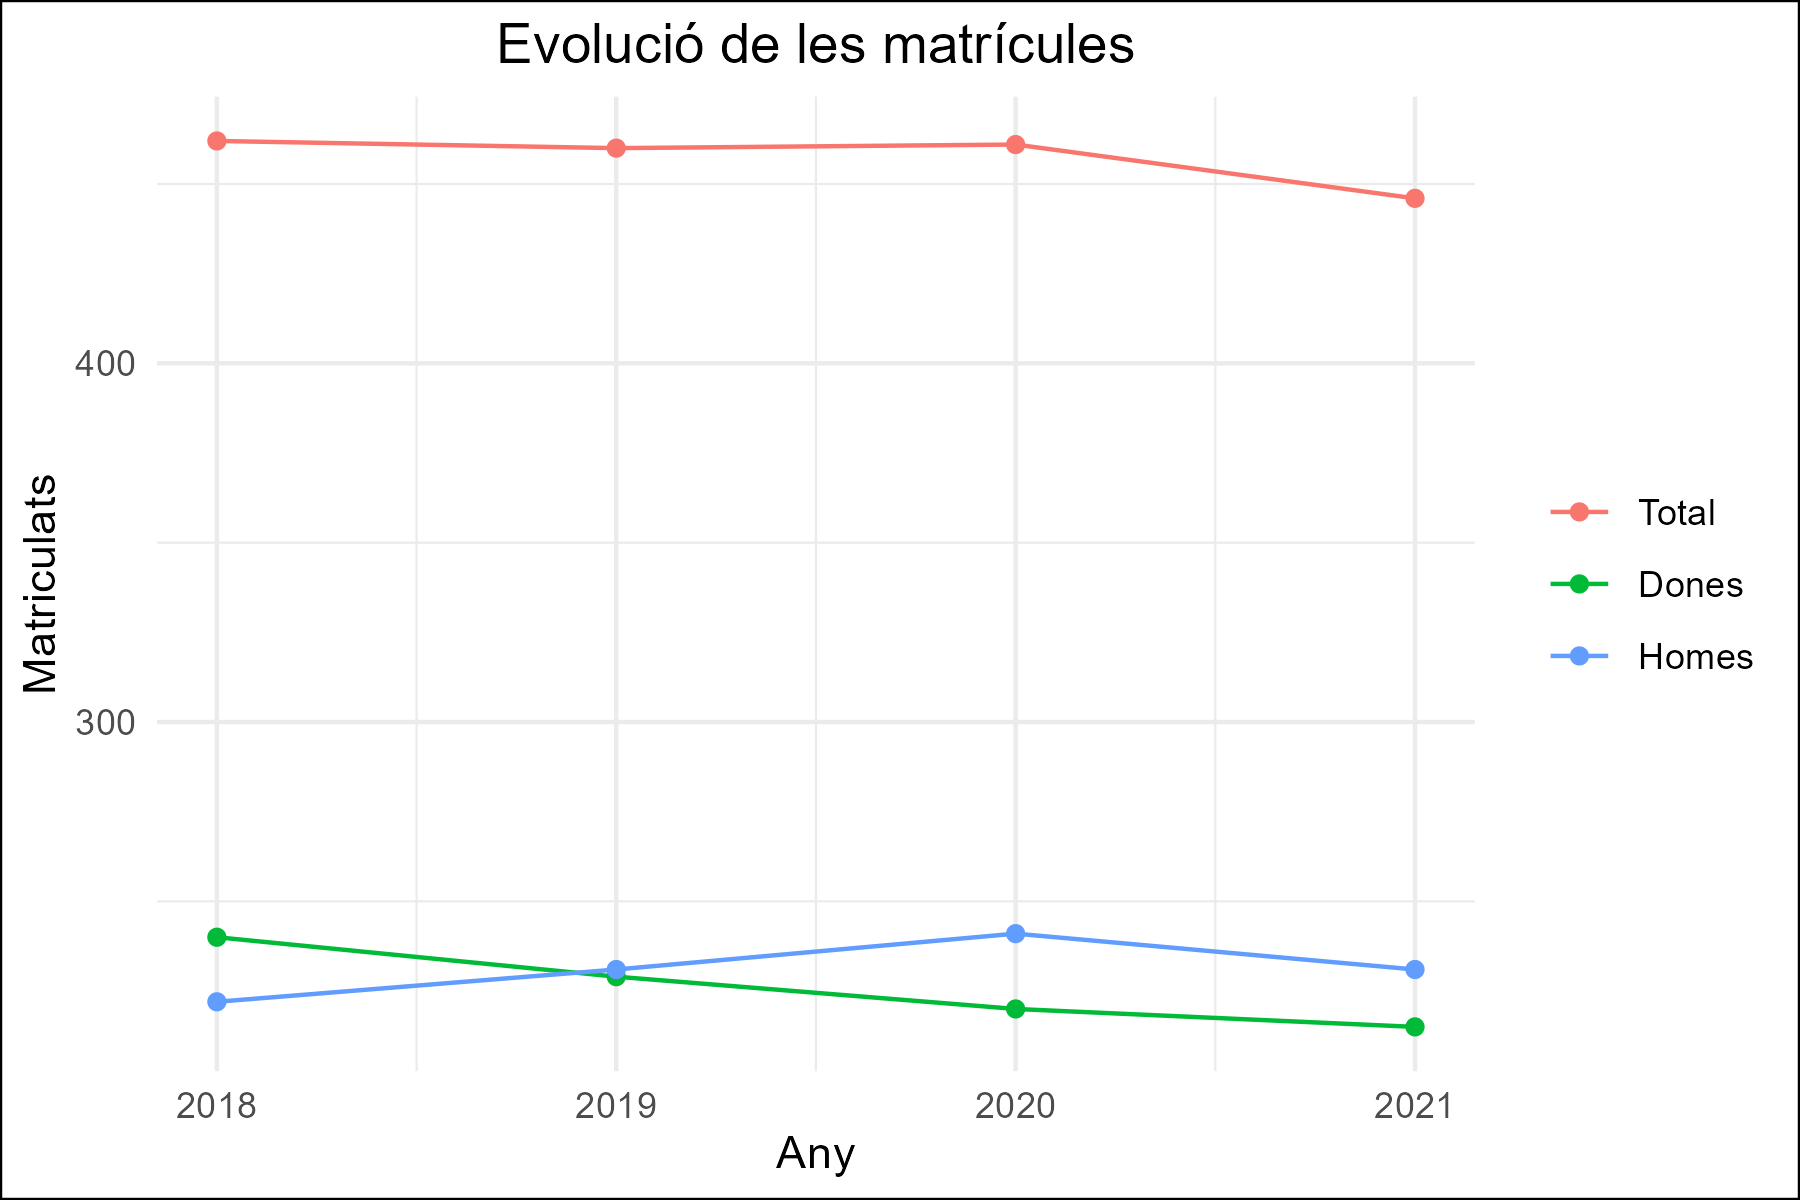 Evolució de les matrícules
Matriculats
400
300
2018
2019
2020
2021
Any
Total
Dones
Homes